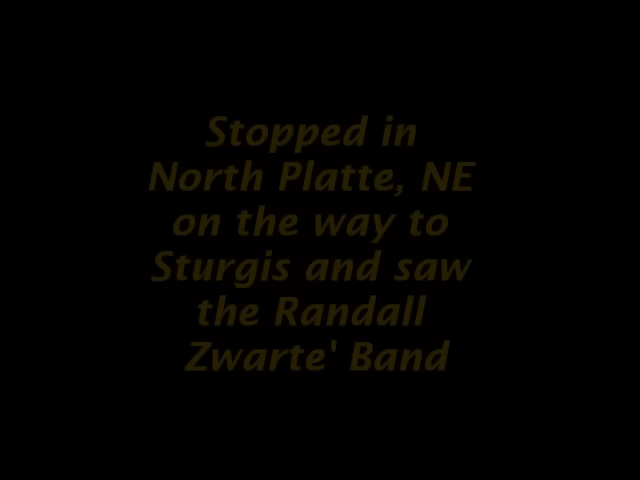 Stopped in
North Platte, NE
on the way to
Sturgis and saw
the Randall
Zwarte' Band